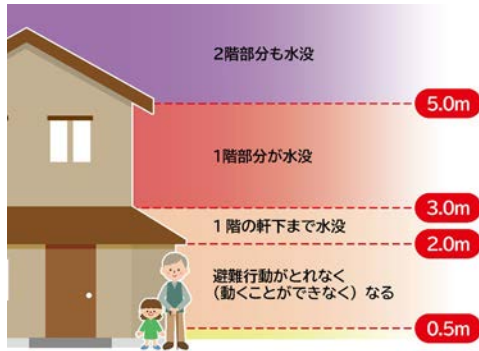 2階部分も水没
5.0m
1階部分が水没
3.0m
1階の軒下まで水没
2.0m
避難行動がとれなく
（動くことができなく）なる
0.5m